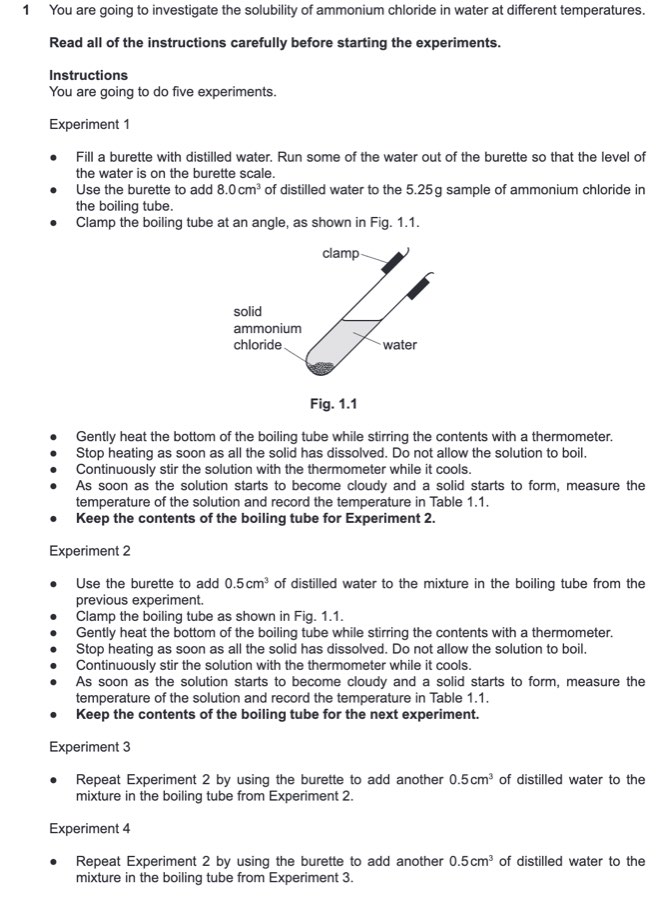 1 You are going to investigate the solubility of ammonium chloride in water at different temperatures.
Read all of the instructions carefully before starting the experiments.
Instructions
You are going to do five experiments.
Experiment 1
• Fill a burette with distilled water. Run some of the water out of the burette so that the level of
the water is on the burette scale.
• Use the burette to add 8.0 cm³ of distilled water to the 5.25 g sample of ammonium chloride in
the boiling tube.
• Clamp the boiling tube at an angle, as shown in Fig. 1.1.
clamp
solid
ammonium
chloride
water
Fig. 1.1
• Gently heat the bottom of the boiling tube while stirring the contents with a thermometer.
• Stop heating as soon as all the solid has dissolved. Do not allow the solution to boil.
• Continuously stir the solution with the thermometer while it cools.
• As soon as the solution starts to become cloudy and a solid starts to form, measure the
temperature of the solution and record the temperature in Table 1.1.
• Keep the contents of the boiling tube for Experiment 2.
Experiment 2
• Use the burette to add 0.5 cm³ of distilled water to the mixture in the boiling tube from the
previous experiment.
• Clamp the boiling tube as shown in Fig. 1.1.
• Gently heat the bottom of the boiling tube while stirring the contents with a thermometer.
• Stop heating as soon as all the solid has dissolved. Do not allow the solution to boil.
• Continuously stir the solution with the thermometer while it cools.
• As soon as the solution starts to become cloudy and a solid starts to form, measure the
temperature of the solution and record the temperature in Table 1.1.
• Keep the contents of the boiling tube for the next experiment.
Experiment 3
• Repeat Experiment 2 by using the burette to add another 0.5 cm³ of distilled water to the
mixture in the boiling tube from Experiment 2.
Experiment 4
• Repeat Experiment 2 by using the burette to add another 0.5 cm³ of distilled water to the
mixture in the boiling tube from Experiment 3.